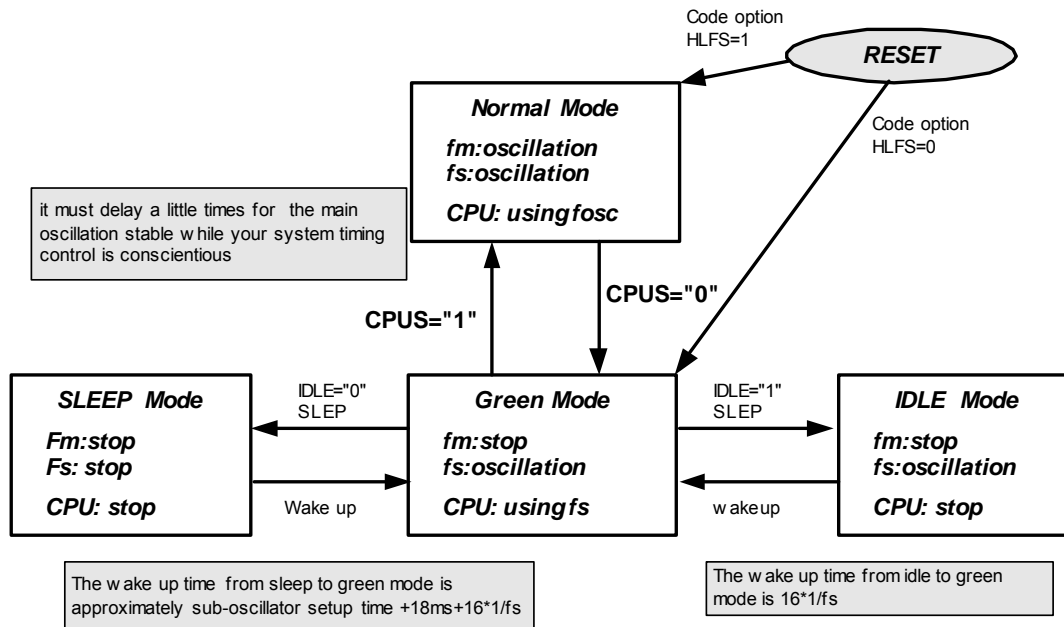 Code option
HLFS=1
RESET
Normal Mode
fm:oscillation
fs:oscillation
CPU: using fosc
Code option
HLFS=0
it must delay a little times for the main
oscillation stable while your system timing
control is conscientious
CPUS="1"
CPUS="0"
SLEEP Mode
Fm:stop
Fs: stop
CPU: stop
IDLE="0"
SLEP
Wake up
Green Mode
fm:stop
fs:oscillation
CPU: using fs
IDLE="1"
SLEP
wakeup
IDLE Mode
fm:stop
fs:oscillation
CPU: stop
The wake up time from sleep to green mode is
approximately sub-oscillator setup time +18ms+16*1/fs
The wake up time from idle to green
mode is 16*1/fs